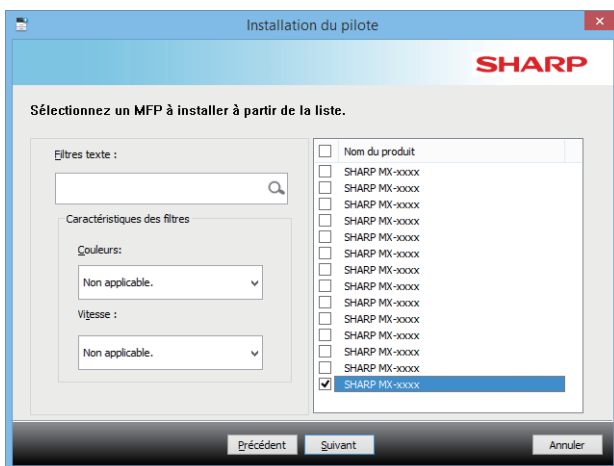 Installation du pilote
SHARP
Sélectionnez un MFP à installer à partir de la liste.
Filtres texte :
Caractéristiques des filtres
Couleurs:
Non applicable.
Vitesse :
Non applicable.
Nom du produit
SHARP MX-xxxx
SHARP MX-xxxx
SHARP MX-xxxx
SHARP MX-xxxx
SHARP MX-xxxx
SHARP MX-xxxx
SHARP MX-xxxx
SHARP MX-xxxx
SHARP MX-xxxx
SHARP MX-xxxx
SHARP MX-xxxx
SHARP MX-xxxx
SHARP MX-xxxx
SHARP MX-xxxx
Précédent
Suivant
Annuler